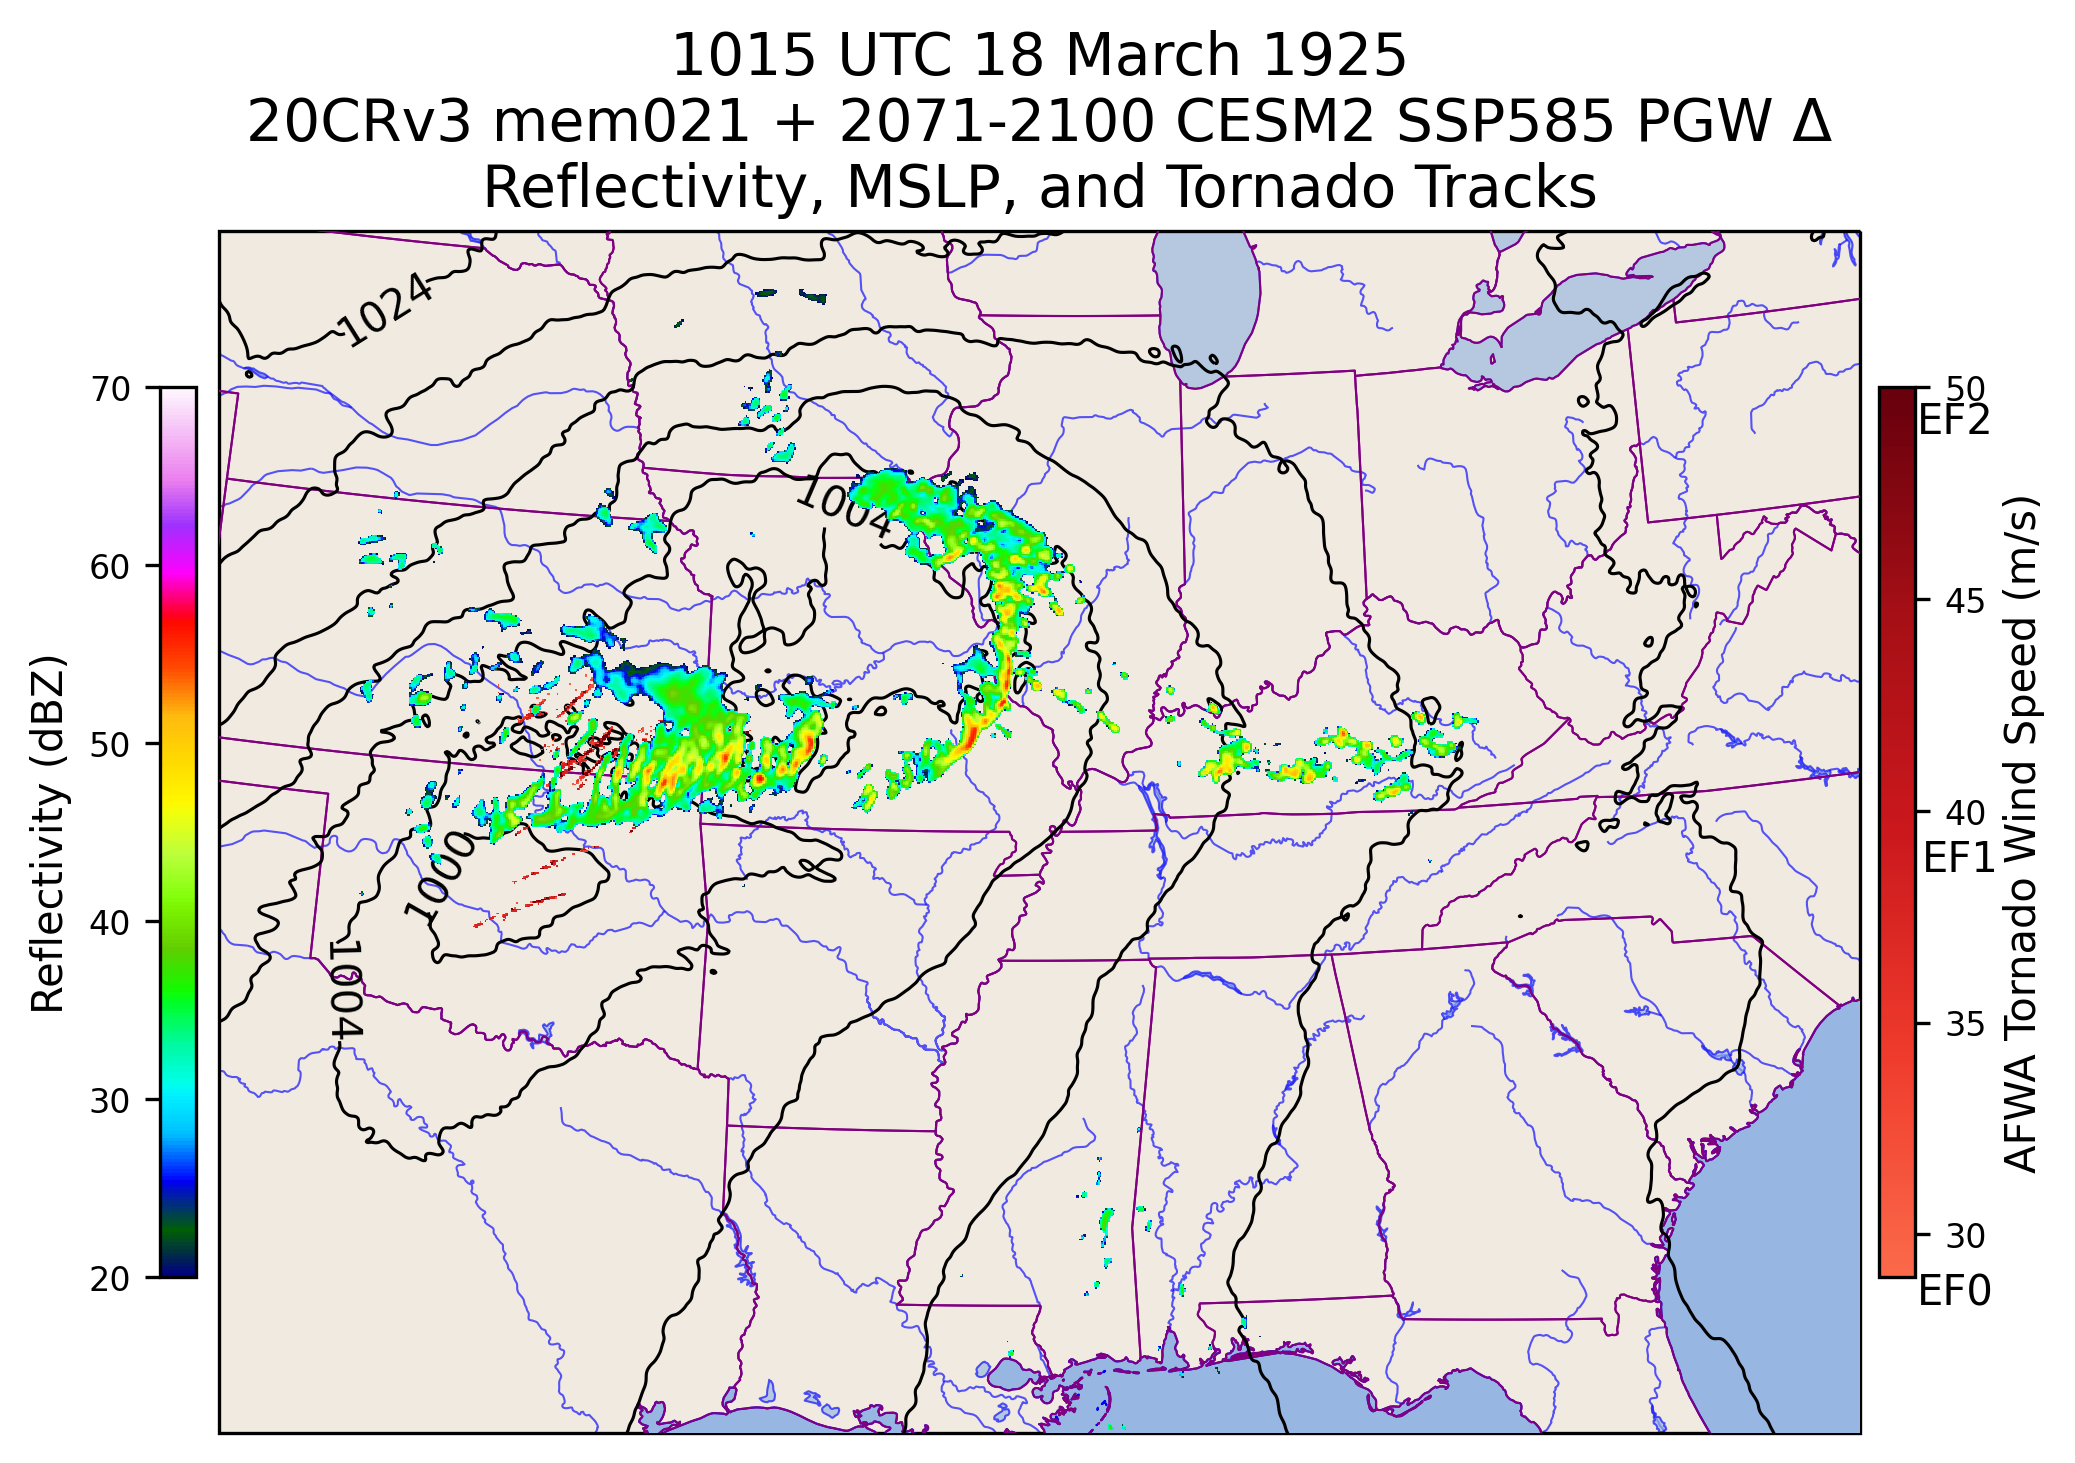 1015 UTC 18 March 1925
20CRv3 mem021 + 2071-2100 CESM2 SSP585 PGW Δ
Reflectivity, MSLP, and Tornado Tracks
1024
1004
1000
1004
70
60
50
40
30
20
Reflectivity (dBZ)
50
EF2
45
40
EF1
35
30
EF0
AFWA Tornado Wind Speed (m/s)